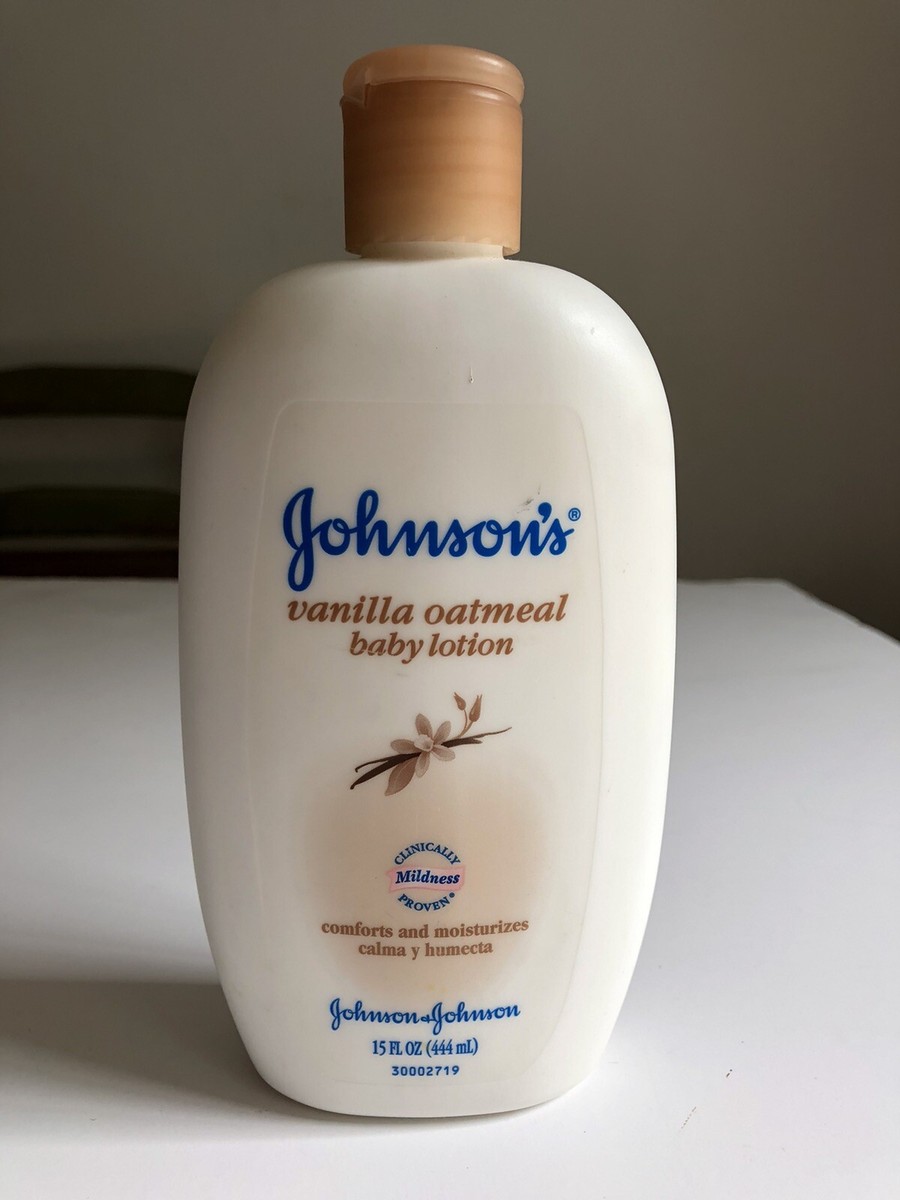 Johnson's®
vanilla oatmeal
baby lotion
CLINICALLY
Mildness
PROVEN®
comforts and moisturizes
calma y humecta
Johnson & Johnson
15 FL OZ (444 mL)
30002719